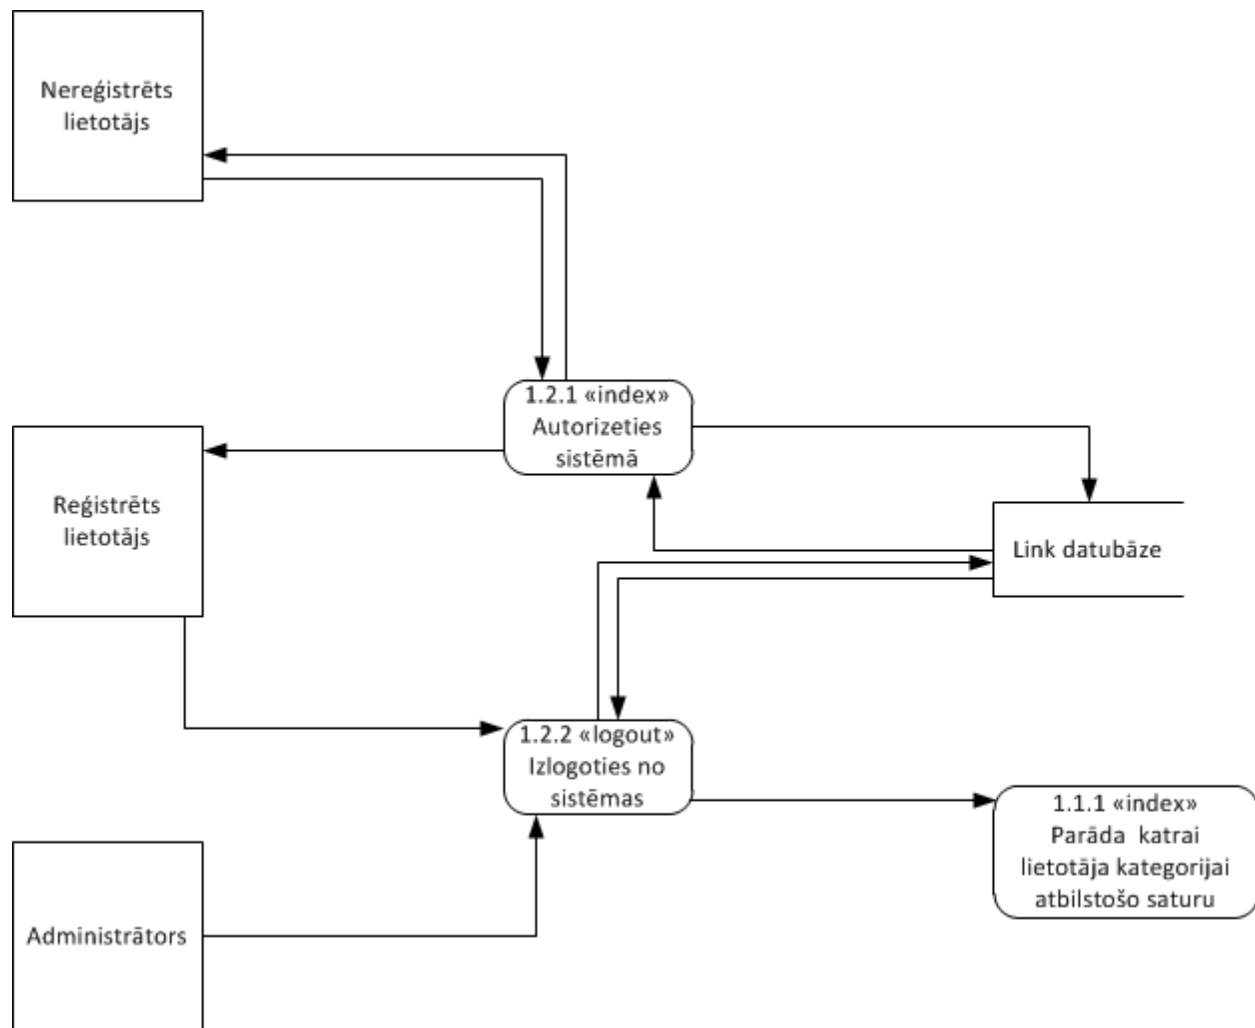 Nereģistrēts
lietotājs
1.2.1 «index»
Autorizeties
sistēmā
Reģistrēts
lietotājs
Link datubāze
1.2.2 «logout»
Izlogoties no
sistēmas
1.1.1 «index»
Parāda katrai
lietotāja kategorijai
atbilstošo saturu
Administrātors